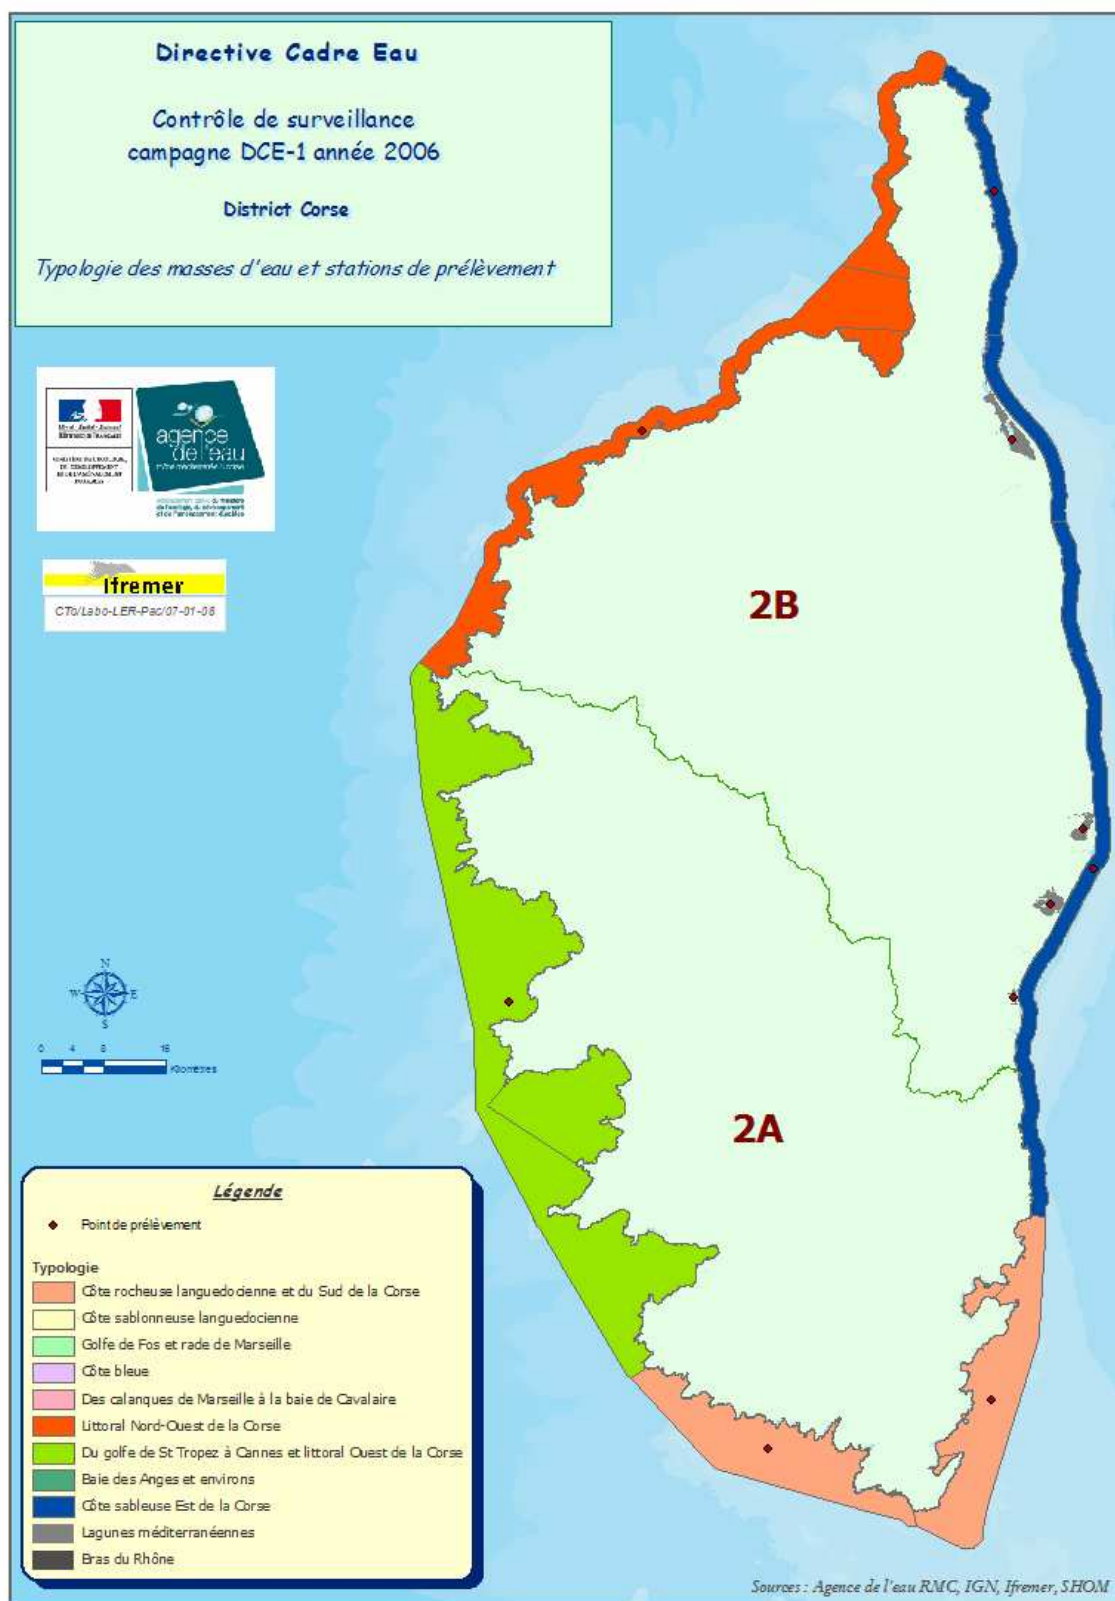 Directive Cadre Eau
Contrôle de surveillance
campagne DCE-1 année 2006
District Corse
Typologie des masses d'eau et stations de prélèvement
agence
de l'eau
Ifremer
CTo/Labo-LER-Pac/07-01-08
2B
2A
N
W
E
S
0 4 8 16
Kilomètres
Légende
Point de prélèvement
Typologie
Côte rocheuse languedocienne et du Sud de la Corse
Côte sablonneuse languedocienne
Golfe de Fos et rade de Marseille
Côte bleue
Des calanques de Marseille à la baie de Cavalaire
Littoral Nord-Ouest de la Corse
Du golfe de St Tropez à Cannes et littoral Ouest de la Corse
Baie des Anges et environs
Côte sableuse Est de la Corse
Lagunes méditerranéennes
Bras du Rhône
Sources : Agence de l'eau RMC, IGN, Ifremer, SHOM